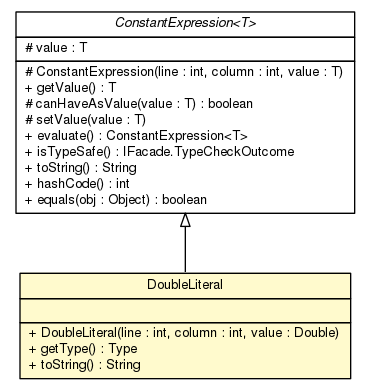 ConstantExpression<T>
# value : T
# ConstantExpression(line : int, column : int, value : T)
+ getValue() : T
# canHaveAsValue(value : T) : boolean
# setValue(value : T)
+ evaluate() : ConstantExpression<T>
+ isTypeSafe() : IFacade.TypeCheckOutcome
+ toString() : String
+ hashCode() : int
+ equals(obj : Object) : boolean
DoubleLiteral
+ DoubleLiteral(line : int, column : int, value : Double)
+ getType() : Type
+ toString() : String